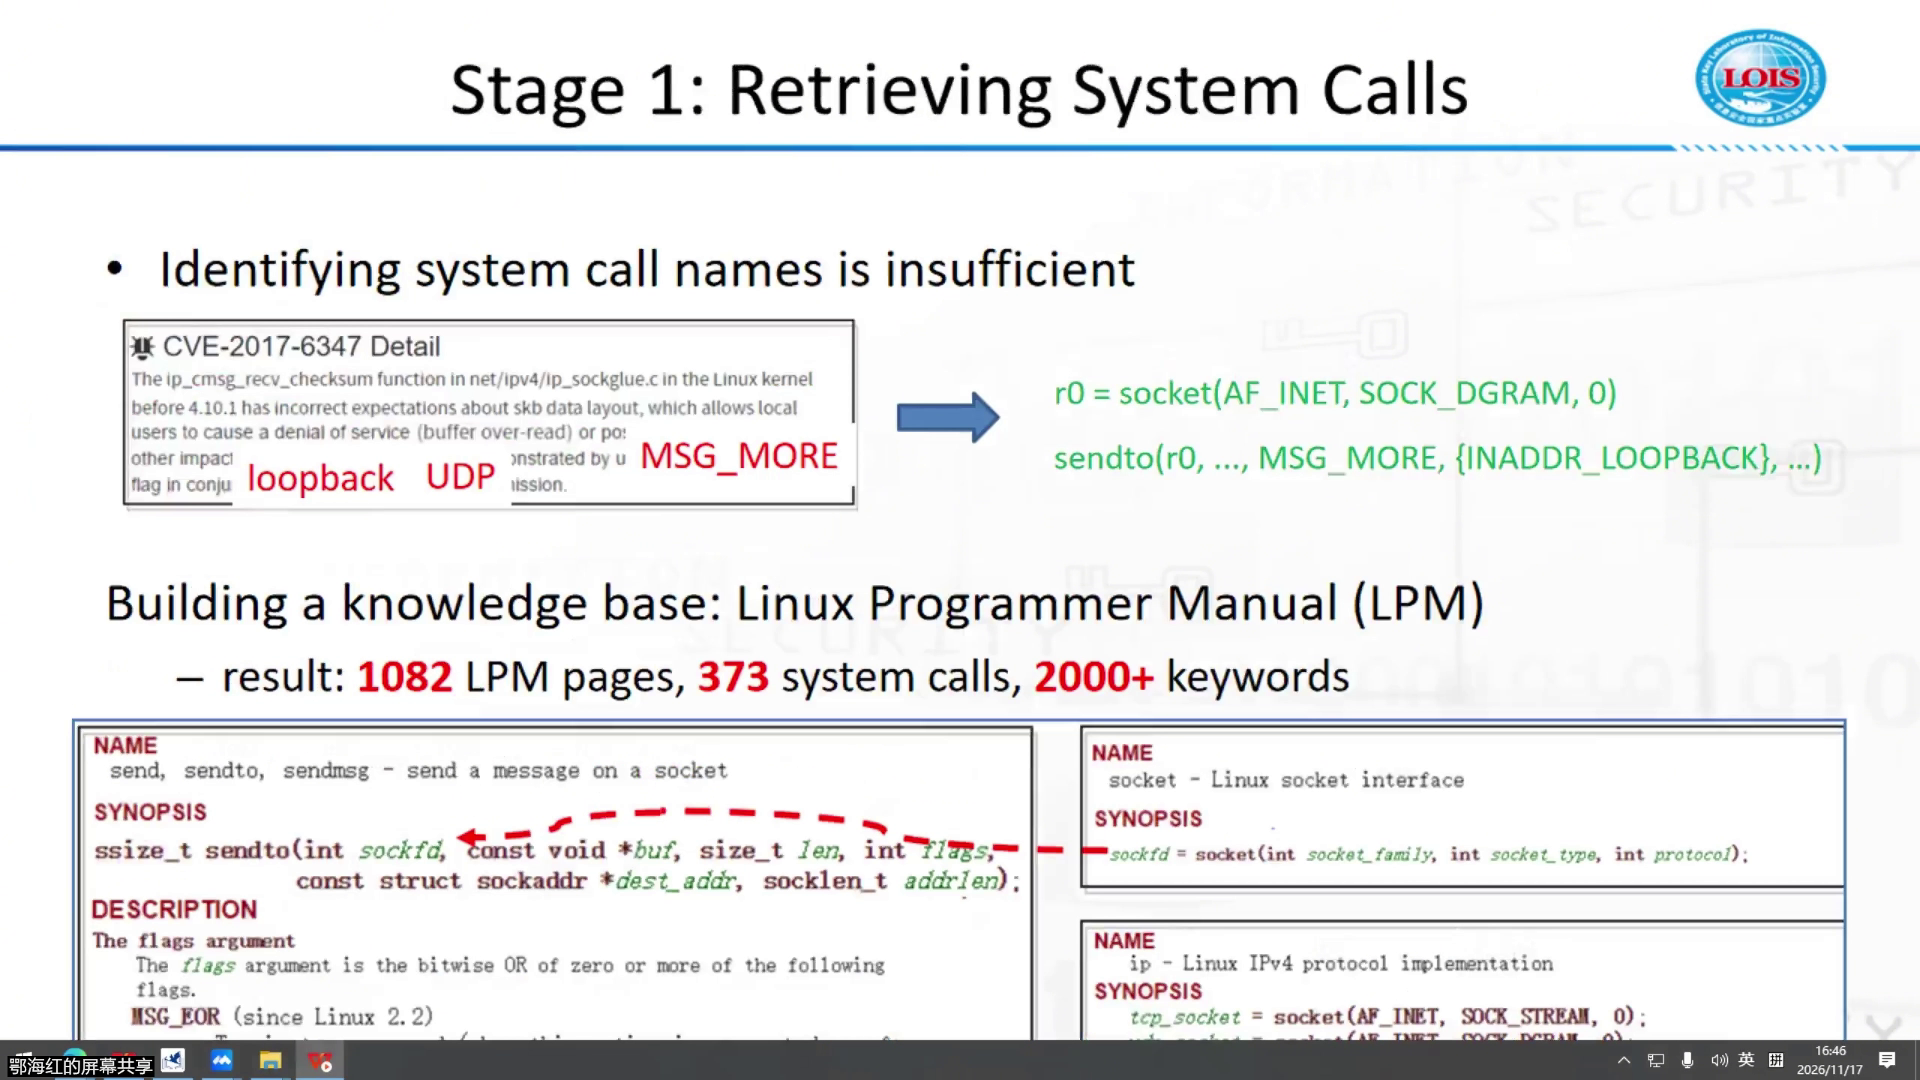 Stage 1: Retrieving System Calls
LOIS
• Identifying system call names is insufficient
CVE-2017-6347 Detail
The ip_cmsg_recv_checksum function in net/ipv4/ip_sockglue.c in the Linux kernel
before 4.10.1 has incorrect expectations about skb data layout, which allows local
users to cause a denial of service (buffer over-read) or
other impact
flag in
loopback UDP MSG_MORE
r0 = socket(AF_INET, SOCK_DGRAM, 0)
sendto(r0, ..., MSG_MORE, {INADDR_LOOPBACK}, ...)
Building a knowledge base: Linux Programmer Manual (LPM)
– result: 1082 LPM pages, 373 system calls, 2000+ keywords
NAME
send, sendto, sendmsg - send a message on a socket
SYNOPSIS
ssize_t sendto(int sockfd, const void *buf, size_t len, int flags,
const struct sockaddr *dest_addr, socklen_t addrlen);
DESCRIPTION
The flags argument
The flags argument is the bitwise OR of zero or more of the following
flags.
MSG_EOR (since Linux 2.2)
NAME
socket - Linux socket interface
SYNOPSIS
sockfd = socket(int socket_family, int socket_type, int protocol);
NAME
ip - Linux IPv4 protocol implementation
SYNOPSIS
tcp_socket = socket(AF_INET, SOCK_STREAM, 0);
鄂海红的屏幕共享
英
拼
16:46
2026/11/17